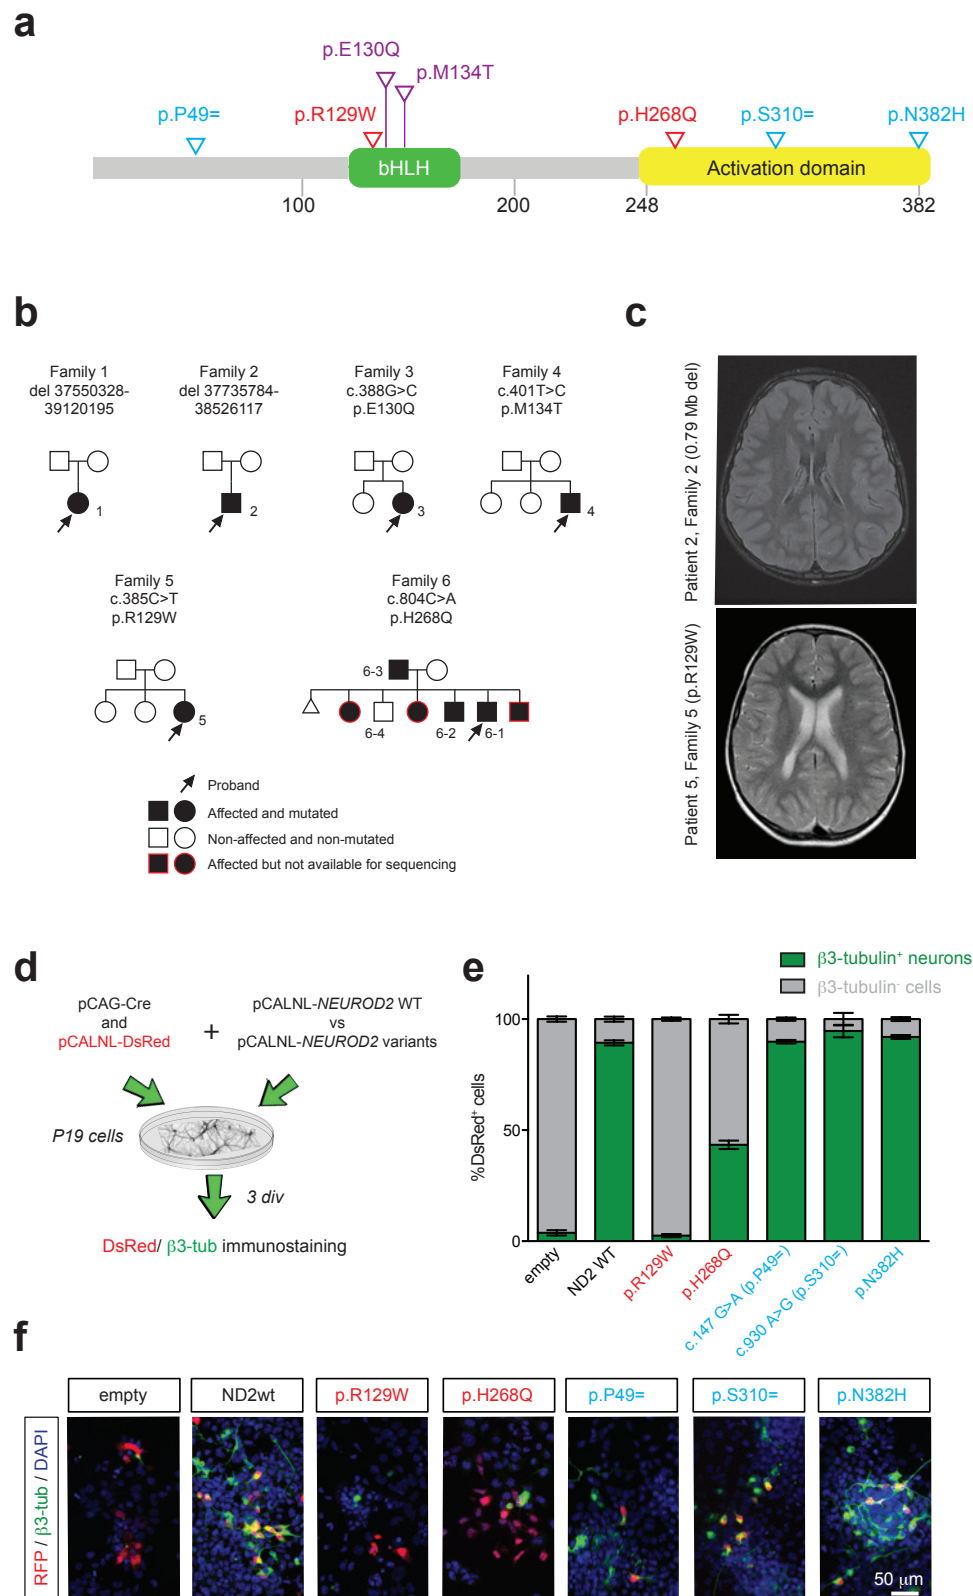 a
p.E130Q
p.M134T
p.P49=
p.R129W
p.H268Q
p.S310=
p.N382H
bHLH
Activation domain
100
200
248
382
b
Family 1
del 37550328-
39120195
1
Family 2
del 37735784-
38526117
2
Family 3
c.388G>C
p.E130Q
3
Family 4
c.401T>C
p.M134T
4
Family 5
c.385C>T
p.R129W
5
Family 6
c.804C>A
p.H268Q
6-3
6-4
6-2
6-1
Proband
Affected and mutated
Non-affected and non-mutated
Affected but not available for sequencing
c
Patient 2, Family 2 (0.79 Mb del)
Patient 5, Family 5 (p.R129W)
d
pCAG-Cre
and
pCALNL-DsRed
+
pCALNL-NEUROD2 WT
vs
pCALNL-NEUROD2 variants
P19 cells
3 div
DsRed/ β3-tub immunostaining
e
β3-tubulin⁺ neurons
β3-tubulin⁻ cells
%DsRed⁺ cells
100
50
0
empty
ND2 WT
p.R129W
p.H268Q
c.147 G>A (p.P49=)
c.930 A>G (p.S310=)
p.N382H
f
empty
ND2wt
p.R129W
p.H268Q
p.P49=
p.S310=
p.N382H
RFP / β3-tub / DAPI
50 μm